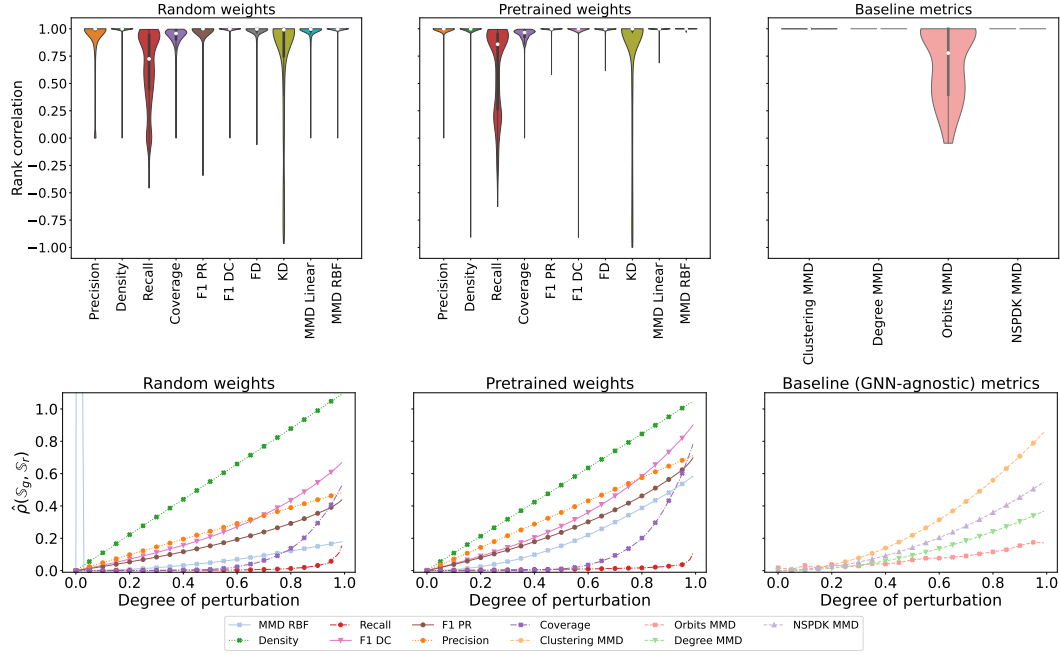 Random weights
Pretrained weights
Baseline metrics
Rank correlation
1.00
0.75
0.50
0.25
0.00
−0.25
−0.50
−0.75
−1.00
Precision
Density
Recall
Coverage
F1 PR
F1 DC
FD
KD
MMD Linear
MMD RBF
Precision
Density
Recall
Coverage
F1 PR
F1 DC
FD
KD
MMD Linear
MMD RBF
Clustering MMD
Degree MMD
Orbits MMD
NSPDK MMD
Random weights
Pretrained weights
Baseline (GNN-agnostic) metrics
ρ̂(𝕊g, 𝕊r)
1.0
0.8
0.6
0.4
0.2
0.0
0.0 0.2 0.4 0.6 0.8 1.0
0.0 0.2 0.4 0.6 0.8 1.0
0.0 0.2 0.4 0.6 0.8 1.0
Degree of perturbation
Degree of perturbation
Degree of perturbation
MMD RBF Recall F1 PR Coverage Orbits MMD NSPDK MMD
Density F1 DC Precision Clustering MMD Degree MMD